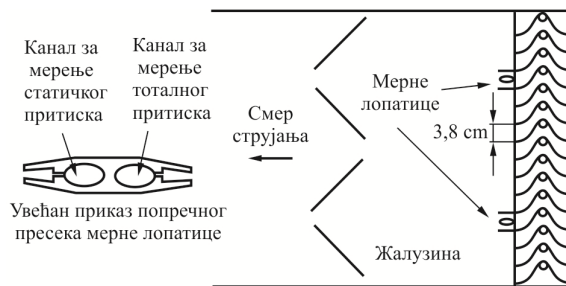 Канал за
мерење
статичког
притиска
Канал за
мерење
тоталног
притиска
Увећан приказ попречног
пресека мерне лопатице
Смер
струјања
Мерне
лопатице
3,8 cm
Жалузина